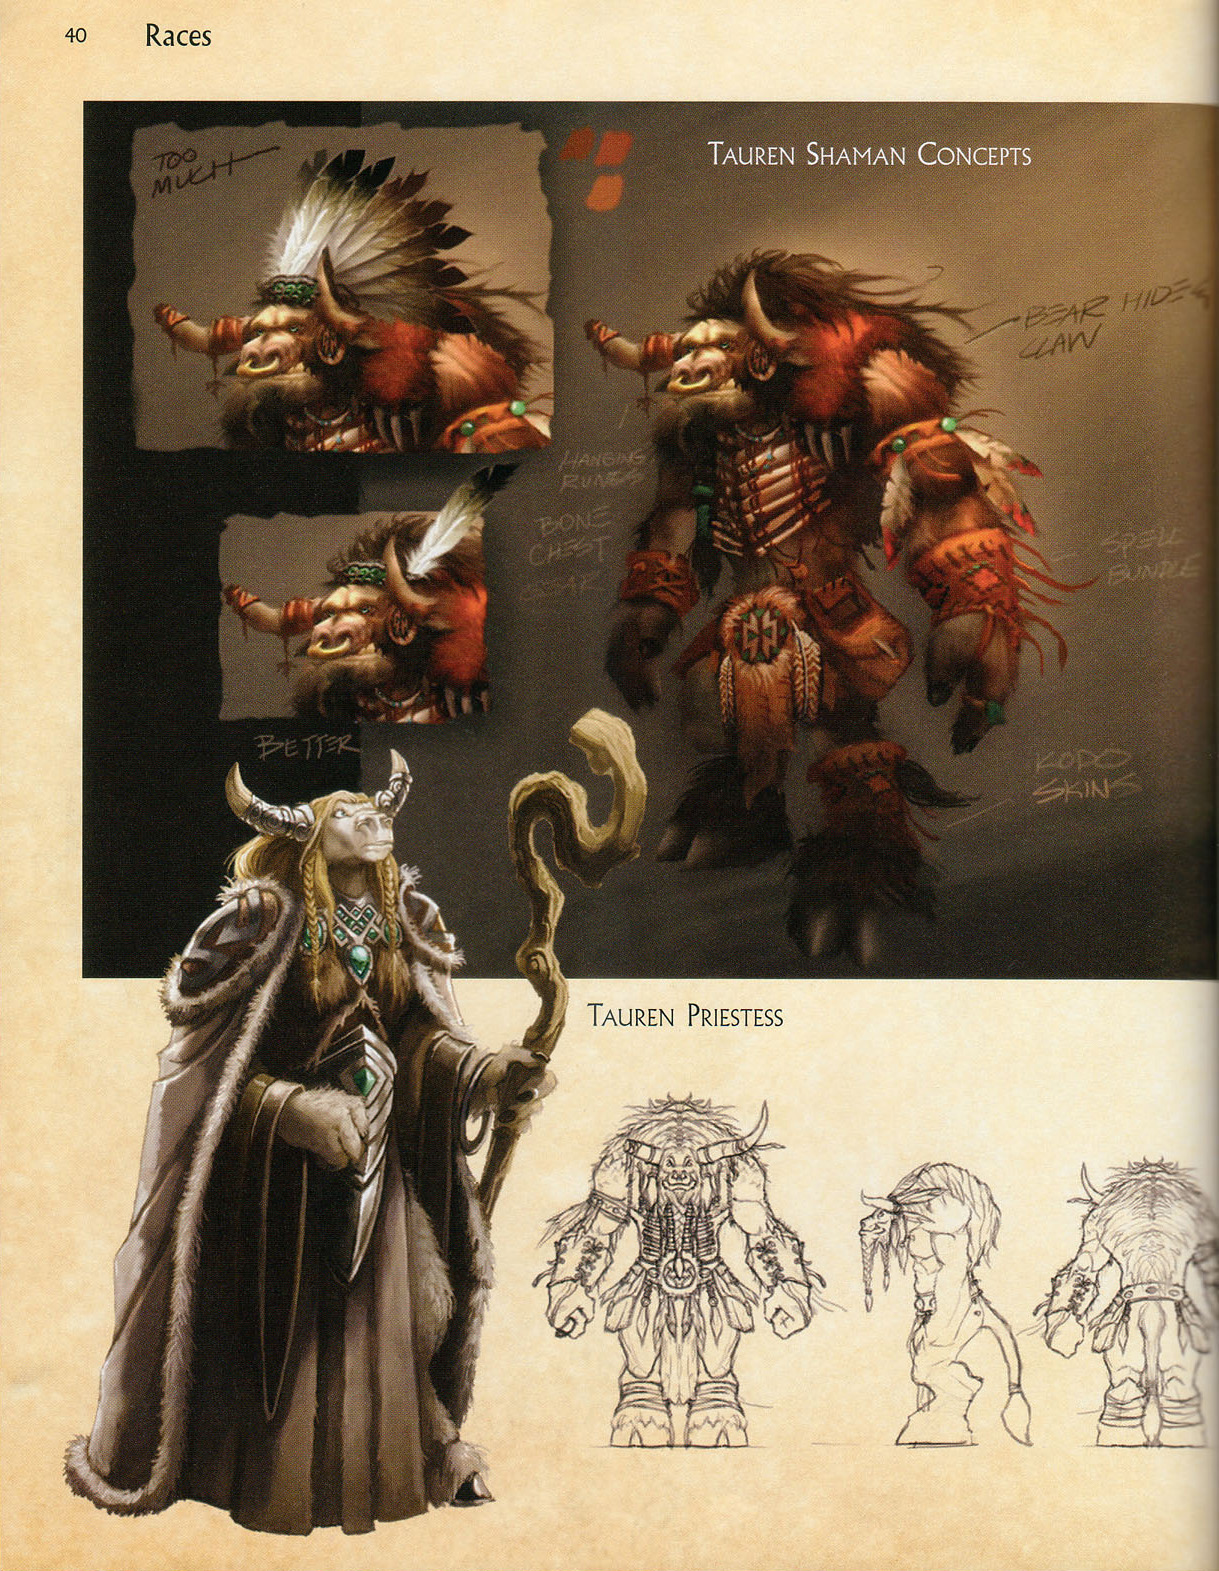 40 Races
TOO
MUCH
TAUREN SHAMAN CONCEPTS
BEAR HIDE
CLAW
HANGING
RUNES
BONE
CHEST
SPELL
BUNDLE
BETTER
KODO
SKINS
TAUREN PRIESTESS